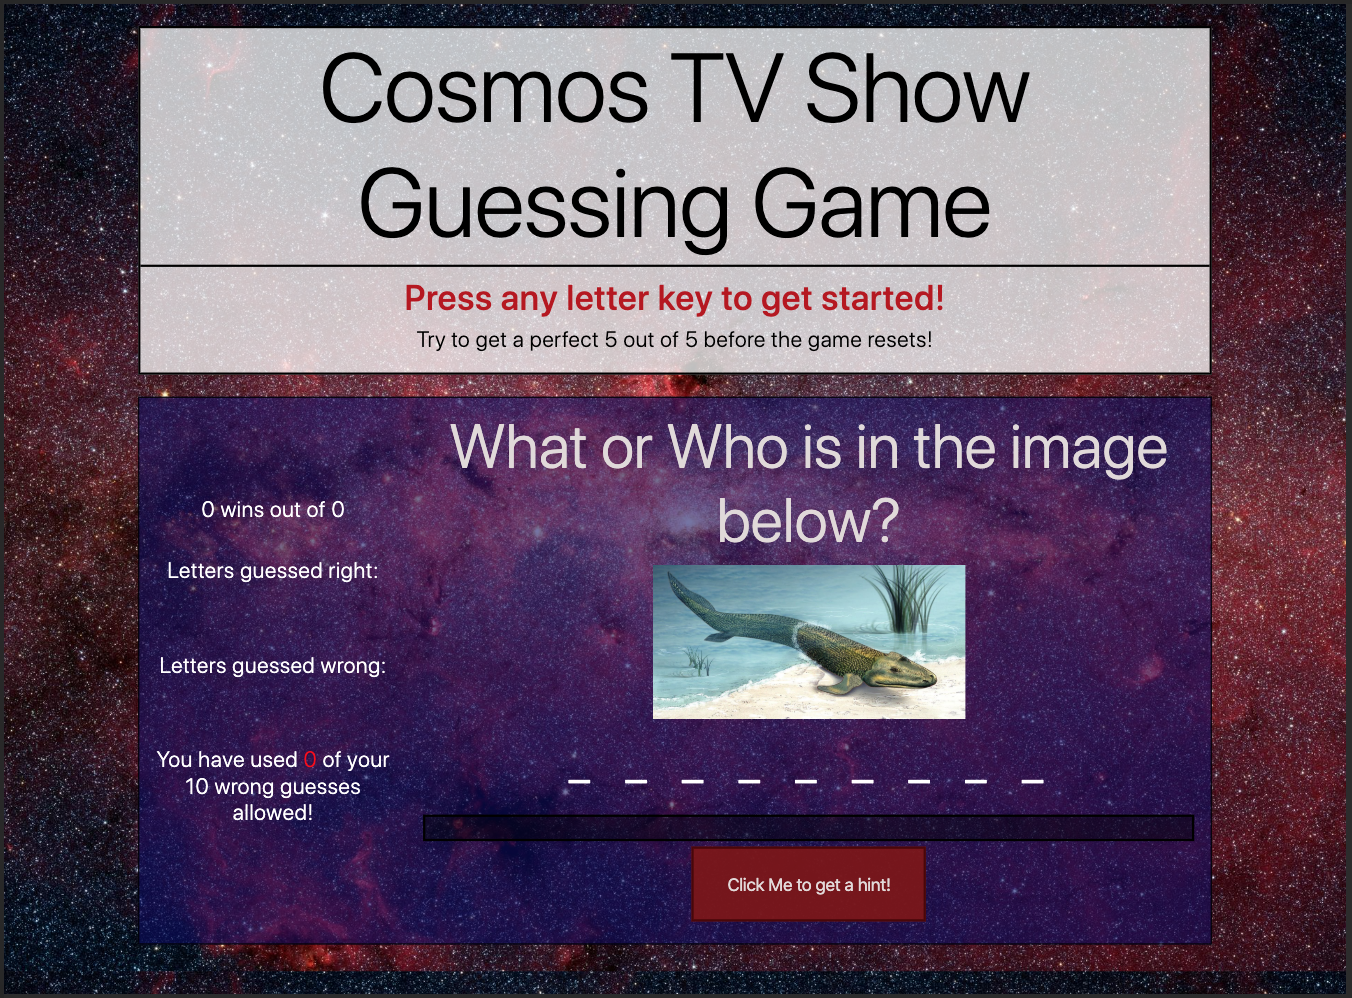 Cosmos TV Show
Guessing Game
Press any letter key to get started!
Try to get a perfect 5 out of 5 before the game resets!
What or Who is in the image
below?
0 wins out of 0
Letters guessed right:
Letters guessed wrong:
You have used 0 of your
10 wrong guesses
allowed!
_ _ _ _ _ _ _ _ _
Click Me to get a hint!